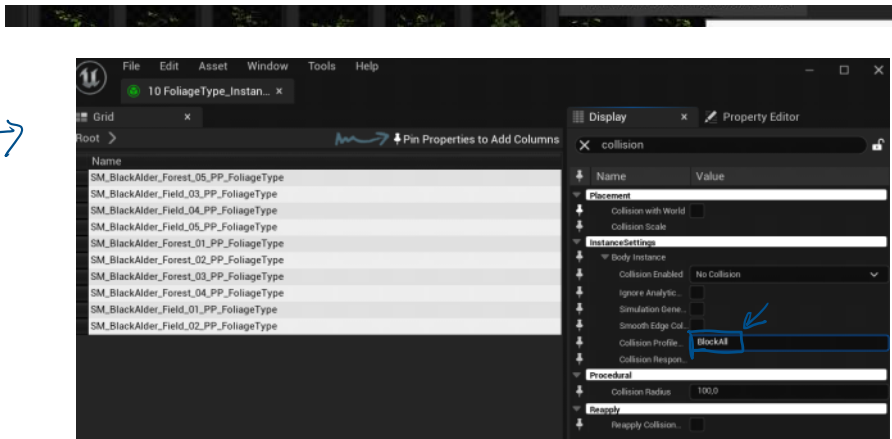 File Edit Asset Window Tools Help
10 FoliageType_Instan... ×
Grid ×
Root > Pin Properties to Add Columns
Name
SM_BlackAlder_Forest_05_PP_FoliageType
SM_BlackAlder_Field_03_PP_FoliageType
SM_BlackAlder_Field_04_PP_FoliageType
SM_BlackAlder_Field_05_PP_FoliageType
SM_BlackAlder_Forest_01_PP_FoliageType
SM_BlackAlder_Forest_02_PP_FoliageType
SM_BlackAlder_Forest_03_PP_FoliageType
SM_BlackAlder_Forest_04_PP_FoliageType
SM_BlackAlder_Field_01_PP_FoliageType
SM_BlackAlder_Field_02_PP_FoliageType
Display × Property Editor
collision
Name Value
Placement
Collision with World
Collision Scale
InstanceSettings
Body Instance
Collision Enabled No Collision
Ignore Analytic...
Simulation Gene...
Smooth Edge Col...
Collision Profile... BlockAll
Collision Respon...
Procedural
Collision Radius 100,0
Reapply
Reapply Collision...